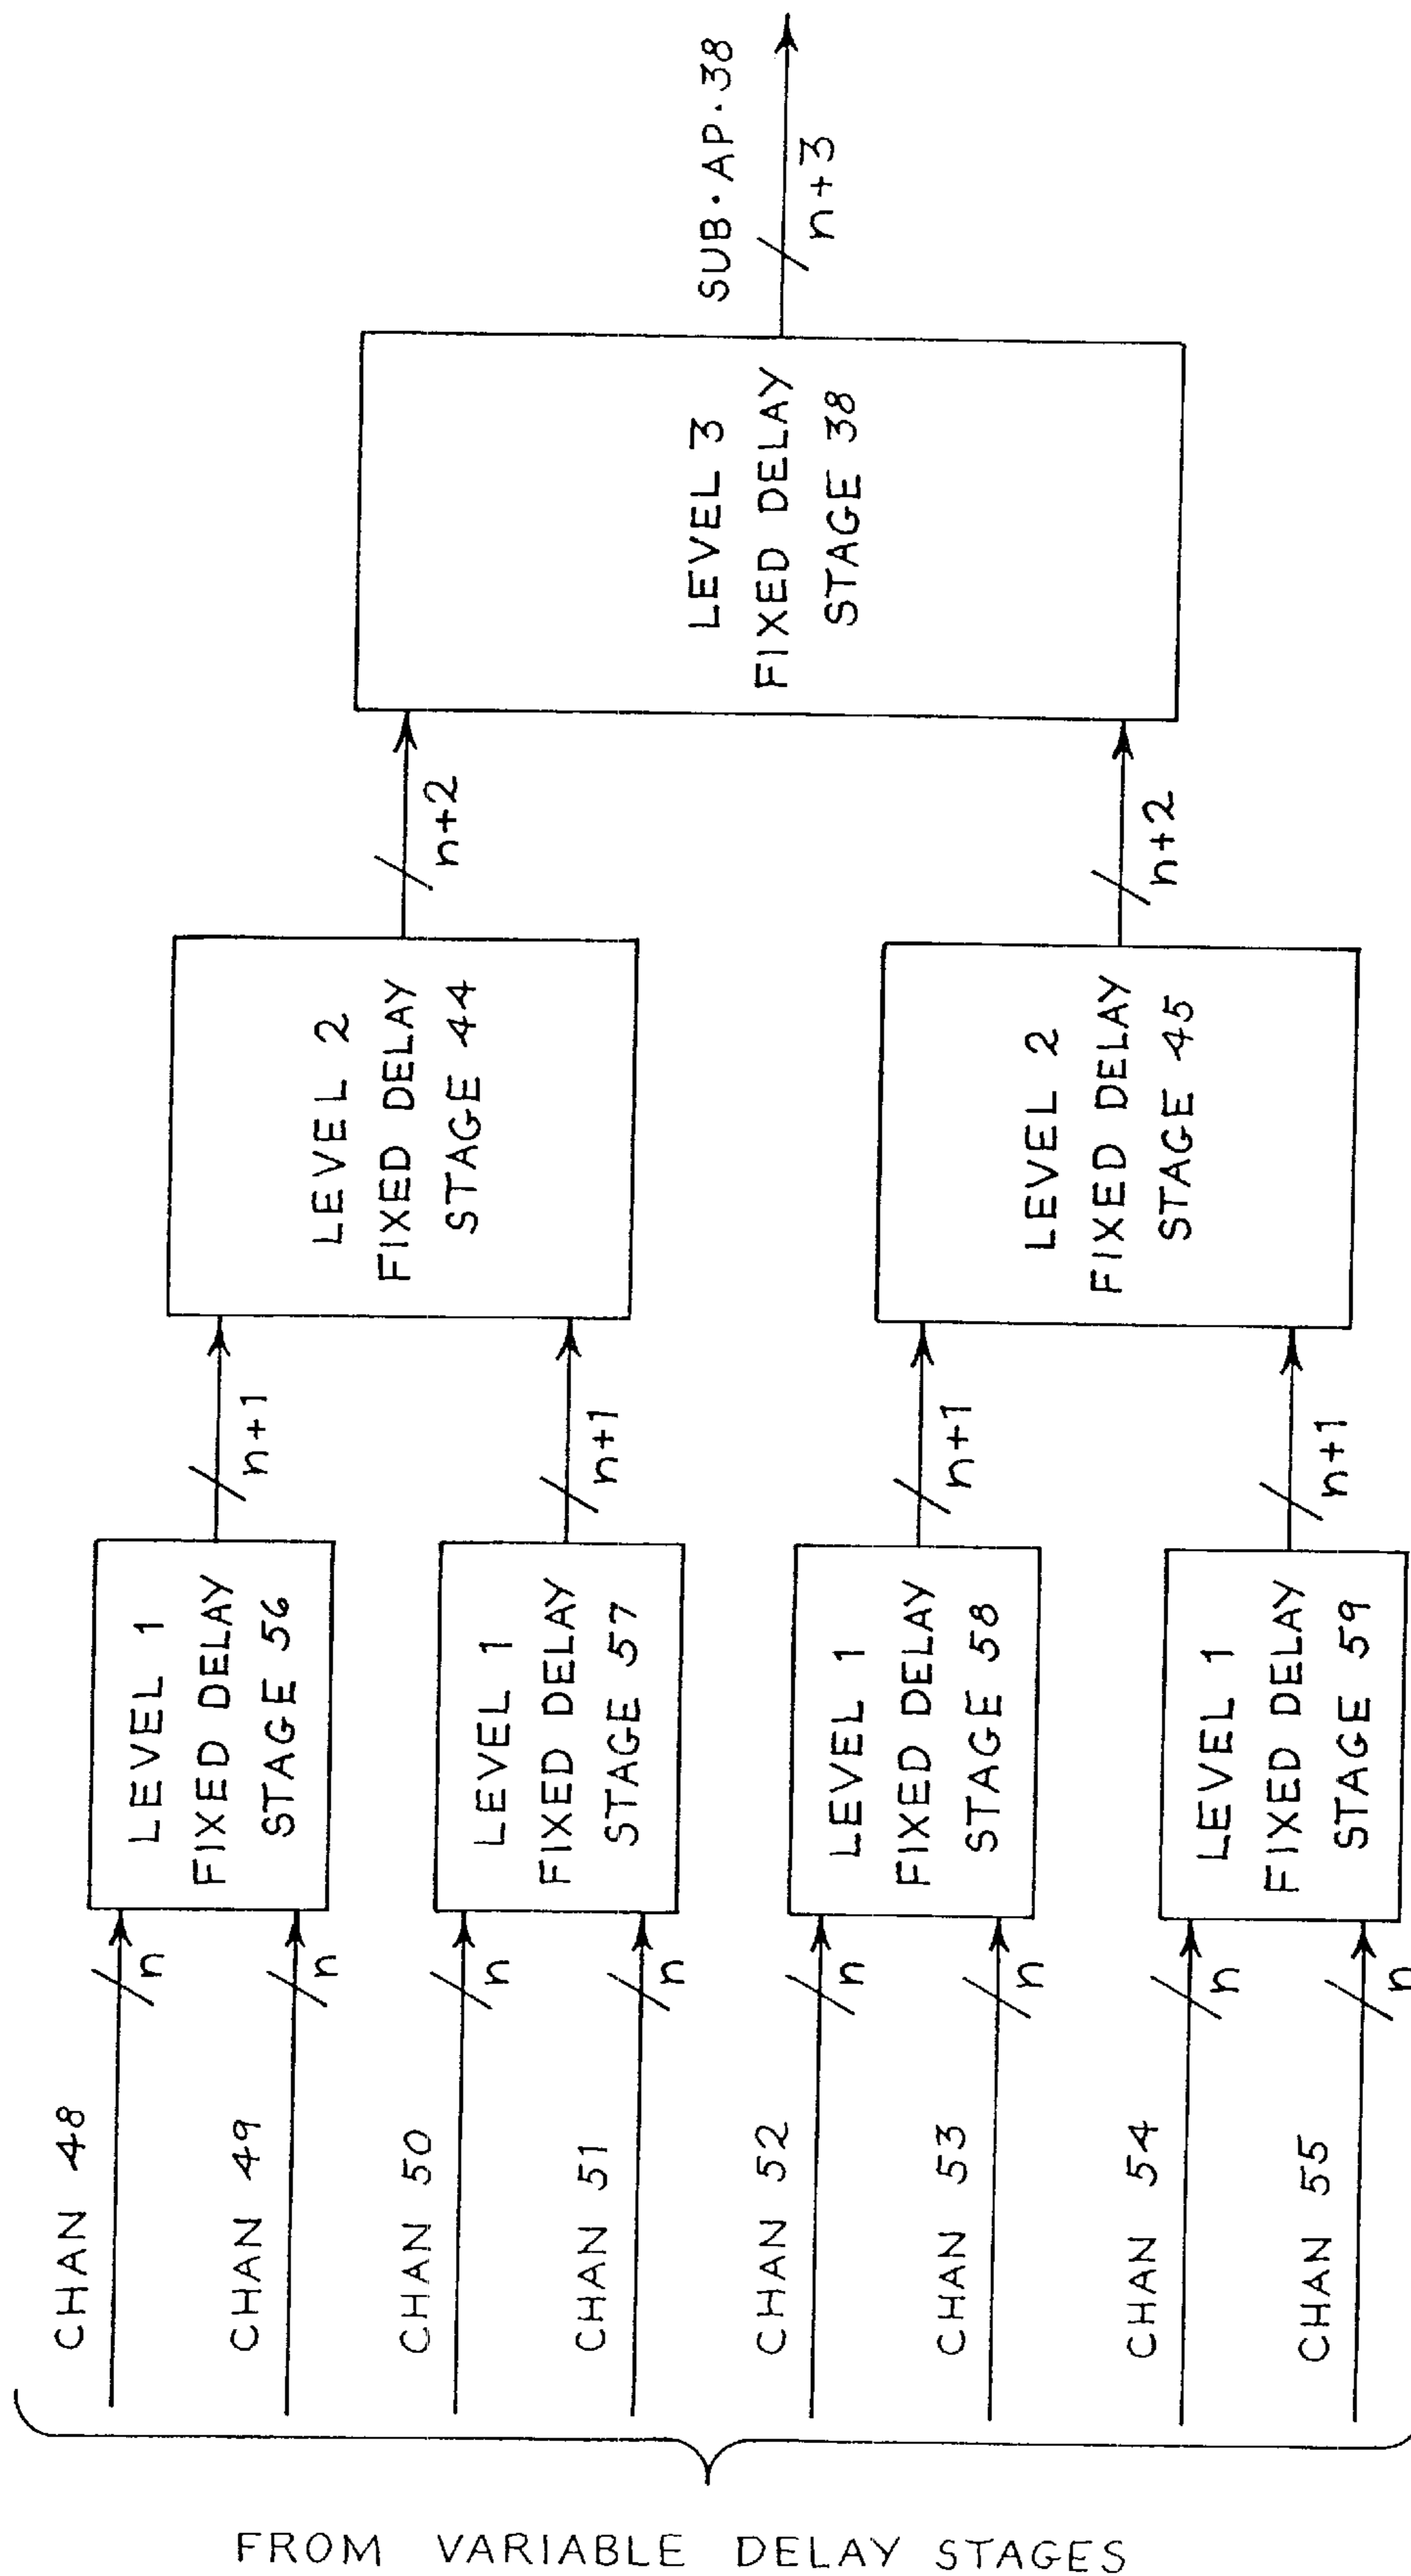 CHAN 48
n
CHAN 49
n
CHAN 50
n
CHAN 51
n
CHAN 52
n
CHAN 53
n
CHAN 54
n
CHAN 55
n
LEVEL 1
FIXED DELAY
STAGE 56
n+1
LEVEL 1
FIXED DELAY
STAGE 57
n+1
LEVEL 1
FIXED DELAY
STAGE 58
n+1
LEVEL 1
FIXED DELAY
STAGE 59
n+1
LEVEL 2
FIXED DELAY
STAGE 44
n+2
LEVEL 2
FIXED DELAY
STAGE 45
n+2
LEVEL 3
FIXED DELAY
STAGE 38
SUB·AP·38
n+3
FROM VARIABLE DELAY STAGES